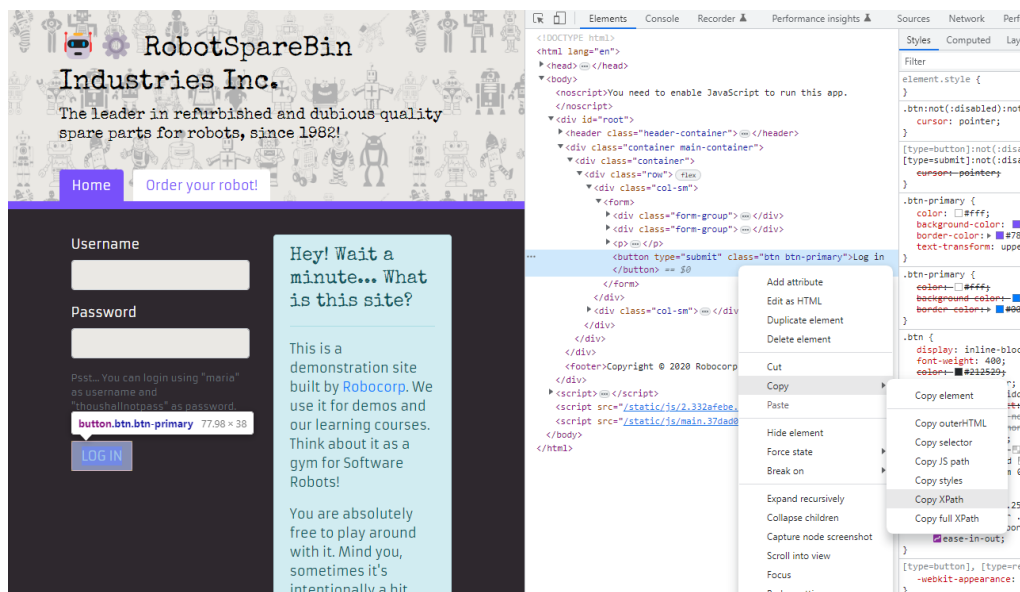 RobotSpareBin
Industries Inc.
The leader in refurbished and dubious quality
spare parts for robots, since 1982!
Home
Order your robot!
Username
Password
Psst… You can login using "maria"
as username and
"thoushallnotpass" as password.
button.btn.btn-primary 77.98 × 38
LOG IN
Hey! Wait a
minute... What
is this site?
This is a
demonstration site
built by Robocorp. We
use it for demos and
our learning courses.
Think about it as a
gym for Software
Robots!
You are absolutely
free to play around
with it. Mind you,
sometimes it's
intentionally a bit
Elements Console Recorder Performance insights Sources Network
<!DOCTYPE html>
<html lang="en">
<head> … </head>
<body>
<noscript>You need to enable JavaScript to run this app.
</noscript>
<div id="root">
<header class="header-container"> … </header>
<div class="container main-container">
<div class="container">
<div class="row"> flex
<div class="col-sm">
<form>
<div class="form-group"> … </div>
<div class="form-group"> … </div>
<p> … </p>
<button type="submit" class="btn btn-primary">Log in
</button> == $0
</form>
</div>
<div class="col-sm"> … </div
</div>
</div>
</div>
<footer>Copyright © 2020 Robocorp
</div>
<script> … </script>
<script src="/static/js/2.332afebe.
<script src="/static/js/main.37dad0
</body>
</html>
Add attribute
Edit as HTML
Duplicate element
Delete element
Cut
Copy
Paste
Hide element
Force state
Break on
Expand recursively
Collapse children
Capture node screenshot
Scroll into view
Focus
Copy element
Copy outerHTML
Copy selector
Copy JS path
Copy styles
Copy XPath
Copy full XPath
Styles Computed
Filter
element.style {
}
.btn:not(:disabled):not
cursor: pointer;
}
[type=button]:not(:disa
[type=submit]:not(:disa
cursor: pointer;
}
.btn-primary {
color: #fff;
background-color:
border-color: #78
text-transform: uppe
}
.btn-primary {
color: #fff;
background-color:
border-color: #00
}
.btn {
display: inline-bloc
font-weight: 400;
color: #212529;
ease-in-out;
}
[type=button], [type=re
-webkit-appearance:
}